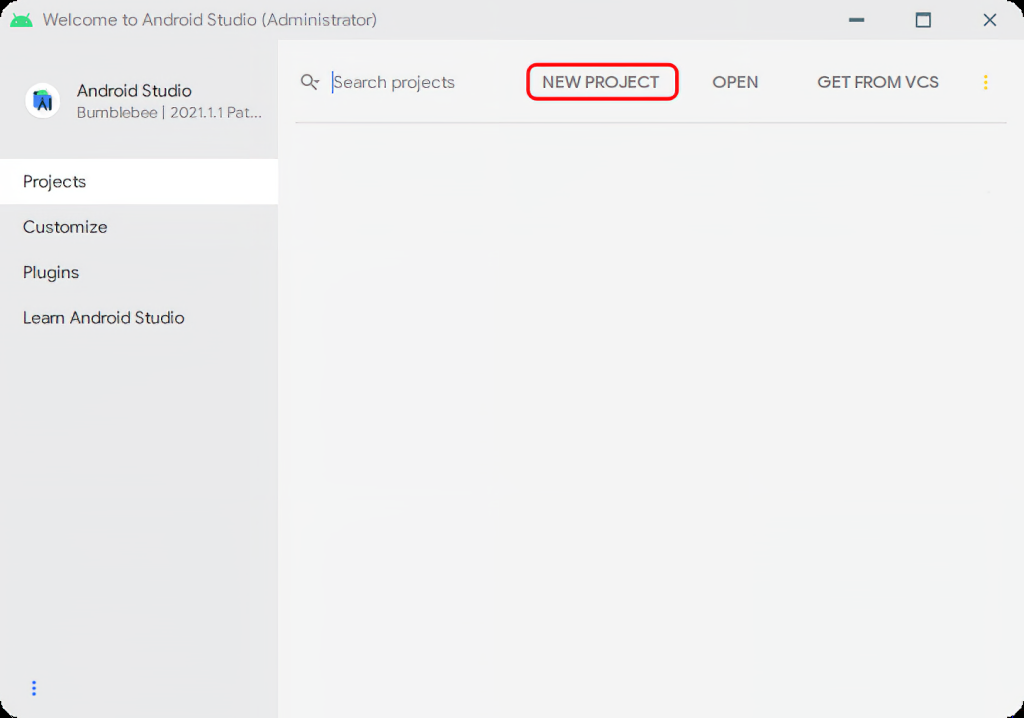 Welcome to Android Studio (Administrator)
Android Studio
Bumblebee | 2021.1.1 Pat...
Search projects
NEW PROJECT
OPEN
GET FROM VCS
Projects
Customize
Plugins
Learn Android Studio